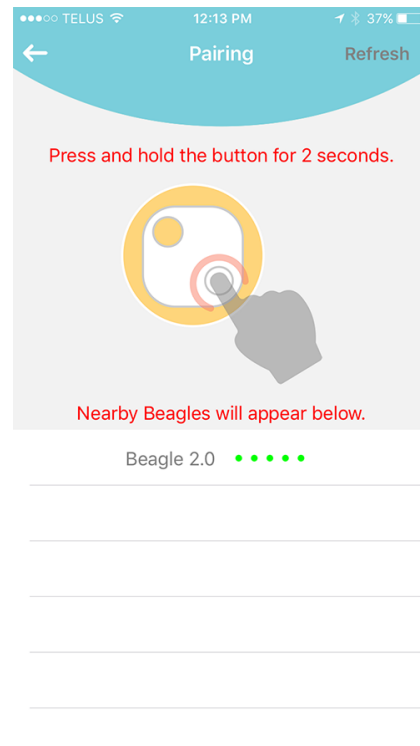 TELUS 12:13 PM 37%
Pairing Refresh
Press and hold the button for 2 seconds.
Nearby Beagles will appear below.
Beagle 2.0